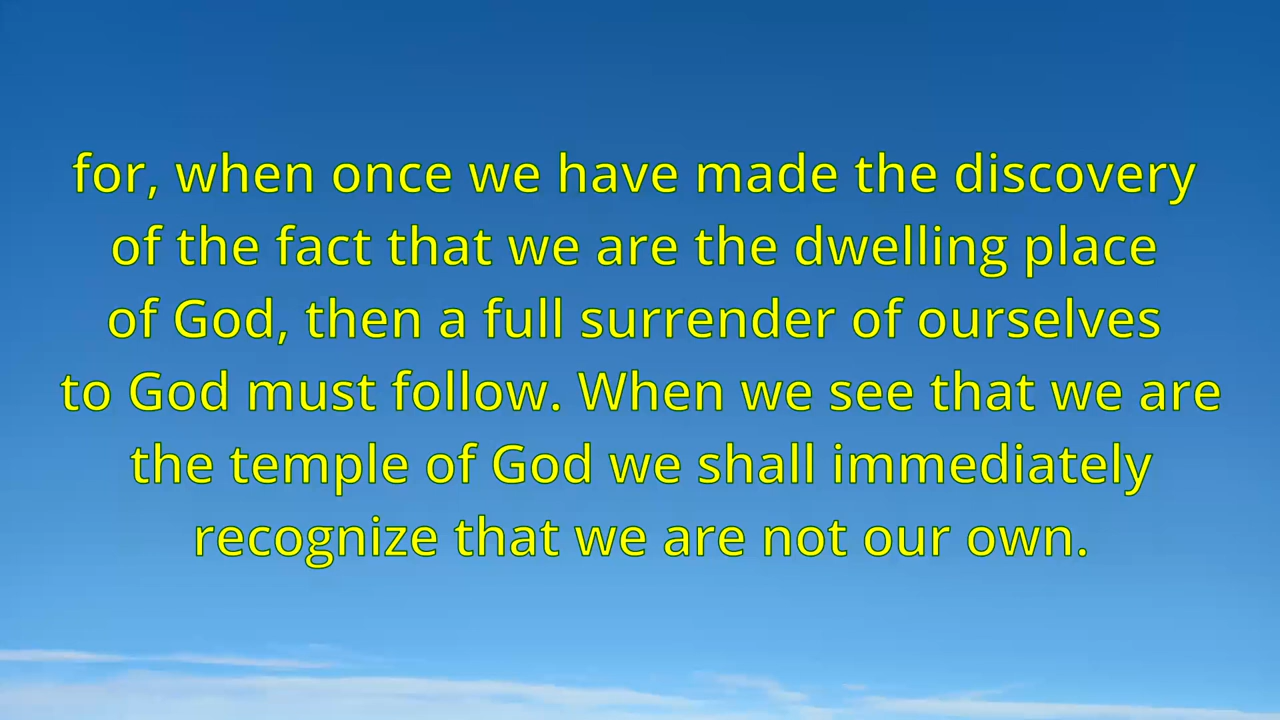 for, when once we have made the discovery
of the fact that we are the dwelling place
of God, then a full surrender of ourselves
to God must follow. When we see that we are
the temple of God we shall immediately
recognize that we are not our own.